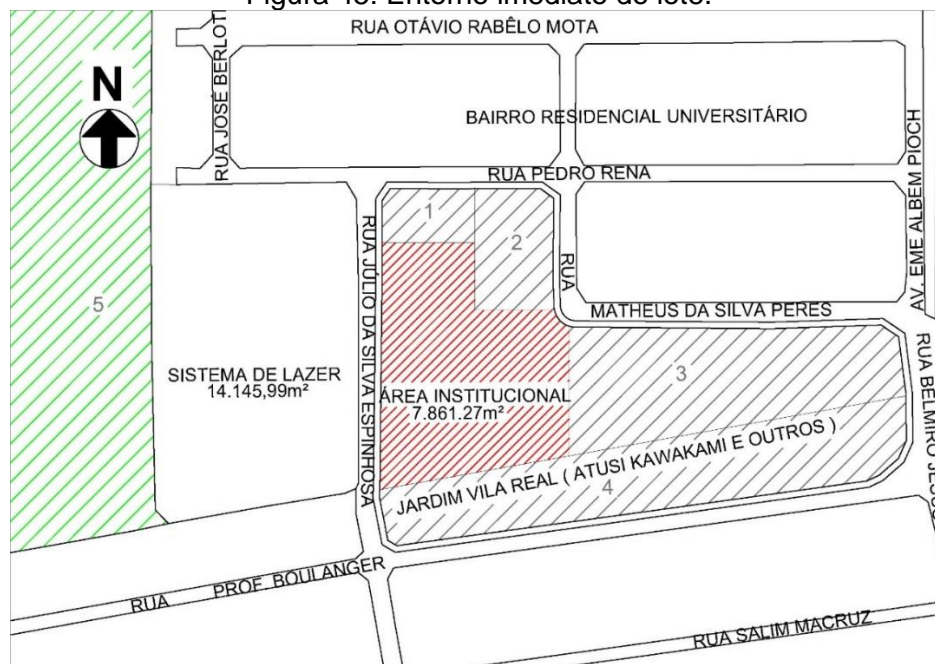 Figura 48. Entorno imediato do lote.
RUA OTÁVIO RABÊLO MOTA
RUA JOSÉ BERLOTI
N
BAIRRO RESIDENCIAL UNIVERSITÁRIO
AV. EME ALBEM PIOCH
RUA PEDRO RENA
1
2
RUA
RUA JÚLIO DA SILVA ESPINHOSA
MATHEUS DA SILVA PERES
5
3
SISTEMA DE LAZER
14.145,99m²
ÁREA INSTITUCIONAL
7.861.27m²
RUA BELMIRO
JARDIM VILA REAL ( ATUSI KAWAKAMI E OUTROS )
4
RUA PROF. BOULANGER
RUA SALIM MACRUZ